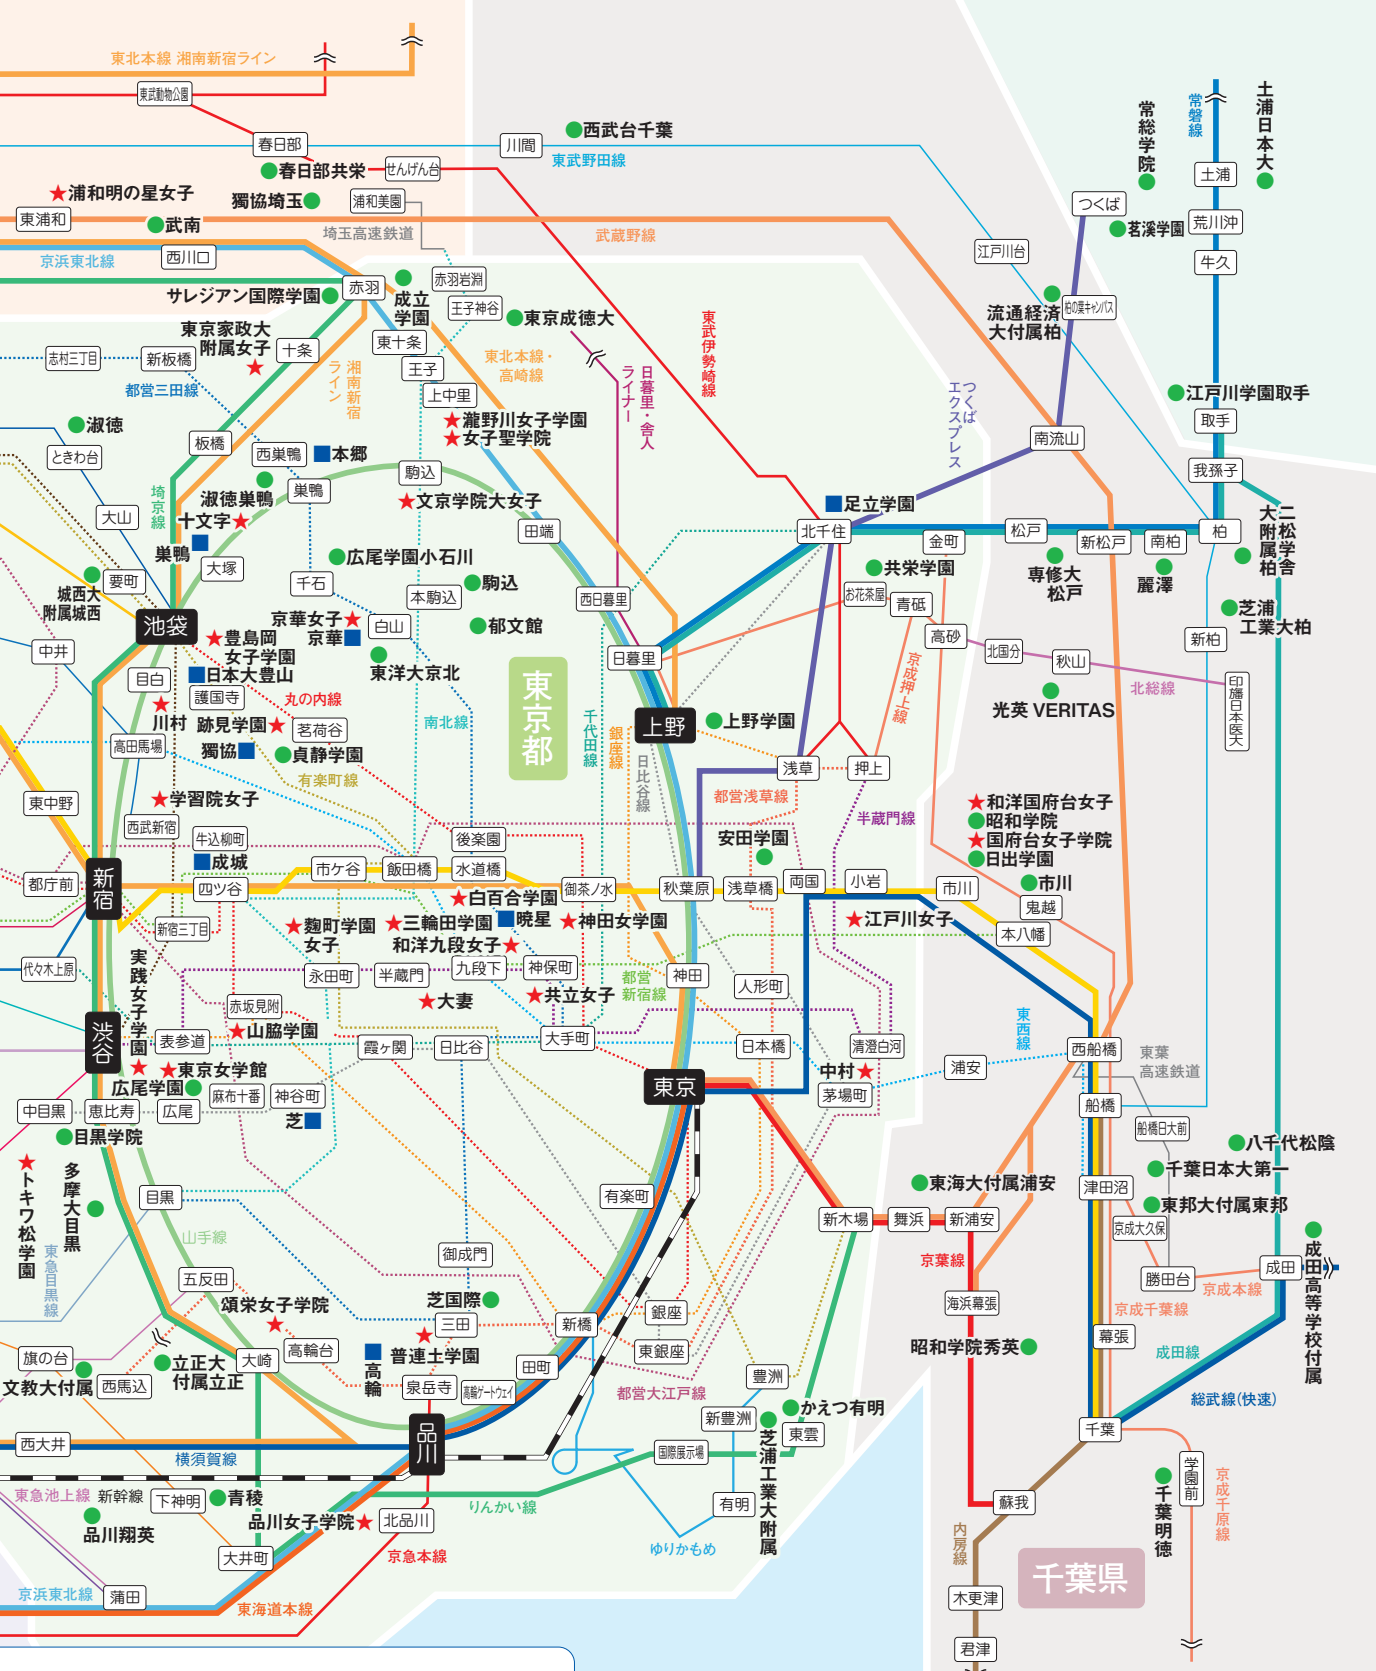 東北本線 湘南新宿ライン
東武動物公園
春日部
川間
西武台千葉
東武野田線
春日部共栄
せんげん台
浦和明の星女子
獨協埼玉
浦和美園
東浦和
武南
埼玉高速鉄道
武蔵野線
京浜東北線
西川口
常総学院
常磐線
土浦日本大
土浦
つくば
茗溪学園
荒川沖
牛久
江戸川台
流通経済
大付属柏
柏の葉キャンパス
サレジアン国際学園
赤羽
成立
学園
赤羽岩淵
王子神谷
東京成徳大
東京家政大
附属女子
十条
東十条
王子
上中里
志村三丁目
新板橋
都営三田線
湘南新宿
ライン
東北本線・
高崎線
日暮里・舎人
ライナー
東武伊勢崎線
つくば
エクスプレス
江戸川学園取手
取手
南流山
我孫子
瀧野川女子学園
女子聖学院
淑徳
ときわ台
板橋
西巣鴨
本郷
駒込
巣鴨
淑徳巣鴨
埼京線
文京学院大女子
大山
十文字
巣鴨
大塚
田端
足立学園
北千住
金町
松戸
新松戸
南柏
柏
二松学舎
大附属柏
広尾学園小石川
千石
駒込
本駒込
西日暮里
共栄学園
専修大
松戸
麗澤
要町
城西大
附属城西
池袋
京華女子
京華
白山
郁文館
お花茶屋
青砥
高砂
芝浦
工業大柏
新柏
豊島岡
女子学園
日本大豊山
東洋大京北
東京都
日暮里
北国分
秋山
北総線
印旛日本医大
中井
目白
護国寺
丸の内線
京成押上線
光英 VERITAS
川村
跡見学園
茗荷谷
南北線
千代田線
銀座線
日比谷線
上野
上野学園
高田馬場
獨協
貞静学園
有楽町線
浅草
押上
東中野
学習院女子
西武新宿
牛込柳町
後楽園
都営浅草線
半蔵門線
和洋国府台女子
昭和学院
国府台女子学院
日出学園
安田学園
都庁前
新宿
成城
四ツ谷
市ケ谷
飯田橋
水道橋
御茶ノ水
秋葉原
浅草橋
両国
小岩
市川
市川
鬼越
白百合学園
新宿三丁目
麴町学園
女子
三輪田学園
暁星
神田女学園
和洋九段女子
江戸川女子
本八幡
代々木上原
実践女子学園
永田町
半蔵門
九段下
神保町
都営
新宿線
神田
人形町
大妻
共立女子
赤坂見附
山脇学園
渋谷
表参道
霞ヶ関
日比谷
大手町
日本橋
清澄白河
東西線
西船橋
東葉
高速鉄道
東京女学館
広尾学園
東京
中村
茅場町
浦安
中目黒
恵比寿
広尾
麻布十番
神谷町
芝
船橋
船橋日大前
目黒学院
八千代松陰
トキワ松学園
多摩大目黒
千葉日本大第一
目黒
有楽町
東海大付属浦安
津田沼
東邦大付属東邦
新木場
舞浜
新浦安
京成大久保
山手線
東急目黒線
御成門
京葉線
勝田台
成田
成田高等学校付属
五反田
頌栄女子学院
芝国際
三田
新橋
銀座
海浜幕張
京成千葉線
京成本線
高輪台
高輪
普連土学園
東銀座
昭和学院秀英
幕張
旗の台
立正大
付属立正
大崎
田町
成田線
文教大付属
西馬込
泉岳寺
高輪ゲートウェイ
都営大江戸線
豊洲
総武線(快速)
かえつ有明
新豊洲
東雲
千葉
西大井
品川
横須賀線
国際展示場
芝浦工業大附属
学園前
千葉明徳
京成千原線
東急池上線
新幹線
下神明
青稜
りんかい線
有明
蘇我
品川翔英
品川女子学院
北品川
ゆりかもめ
内房線
大井町
京急本線
千葉県
京浜東北線
蒲田
東海道本線
木更津
君津